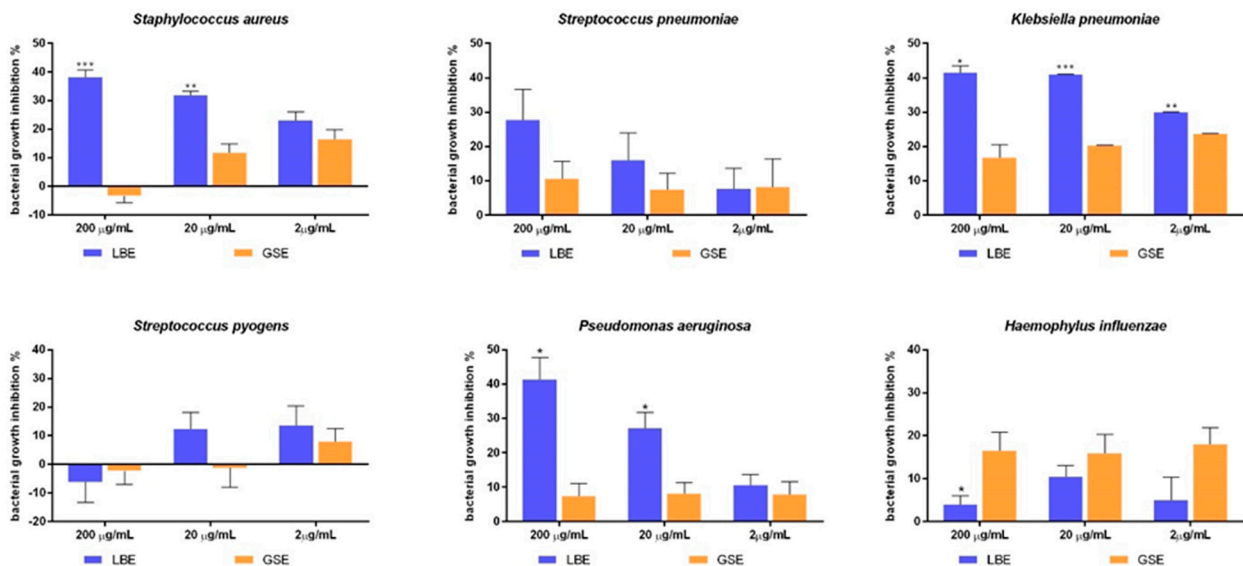 Staphylococcus aureus
bacterial growth inhibition %
50
40
30
20
10
0
-10
***
**
200 µg/mL 20 µg/mL 2µg/mL
LBE GSE
Streptococcus pneumoniae
bacterial growth inhibition %
50
40
30
20
10
0
200 µg/mL 20 µg/mL 2µg/mL
LBE GSE
Klebsiella pneumoniae
bacterial growth inhibition %
50
40
30
20
10
0
*
***
**
200 µg/mL 20 µg/mL 2µg/mL
LBE GSE
Streptococcus pyogens
bacterial growth inhibition %
40
30
20
10
0
-10
-20
200 µg/mL 20 µg/mL 2µg/mL
LBE GSE
Pseudomonas aeruginosa
bacterial growth inhibition %
50
40
30
20
10
0
*
*
200 µg/mL 20 µg/mL 2µg/mL
LBE GSE
Haemophylus influenzae
bacterial growth inhibition %
40
30
20
10
0
*
200 µg/mL 20 µg/mL 2µg/mL
LBE GSE